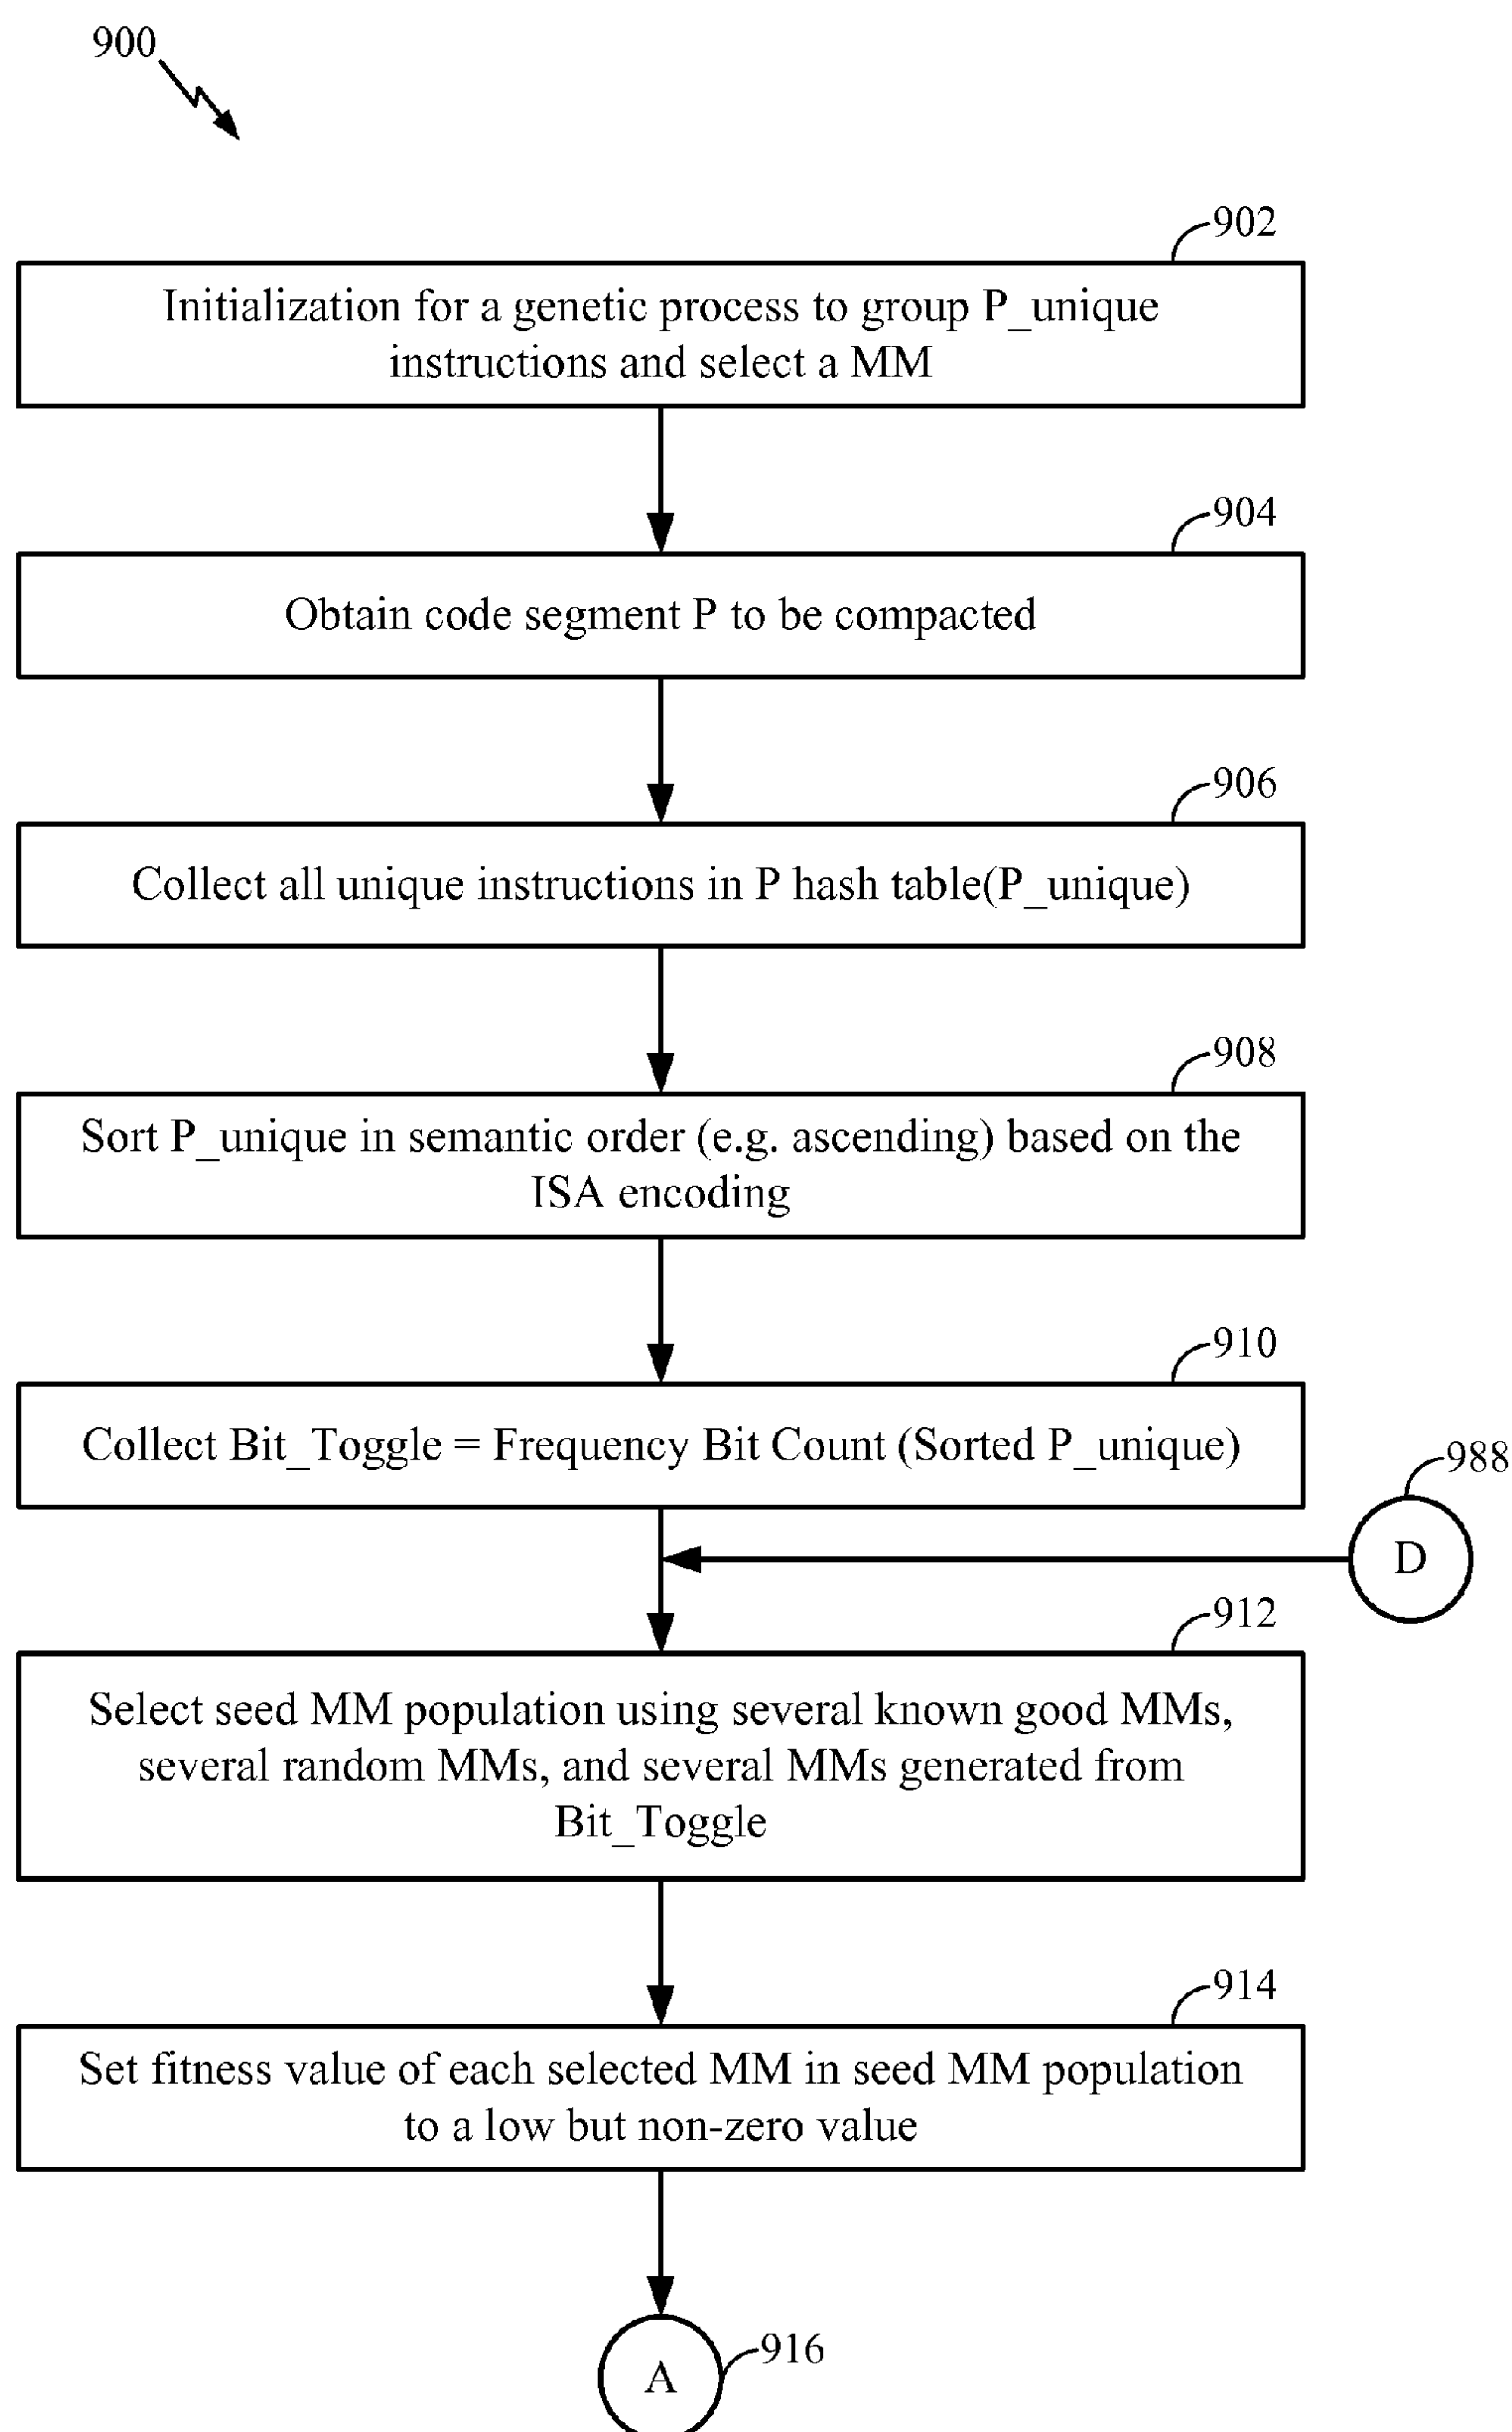 900
902
Initialization for a genetic process to group P_unique
instructions and select a MM
904
Obtain code segment P to be compacted
906
Collect all unique instructions in P hash table(P_unique)
908
Sort P_unique in semantic order (e.g. ascending) based on the
ISA encoding
910
Collect Bit_Toggle = Frequency Bit Count (Sorted P_unique)
988
D
912
Select seed MM population using several known good MMs,
several random MMs, and several MMs generated from
Bit_Toggle
914
Set fitness value of each selected MM in seed MM population
to a low but non-zero value
916
A